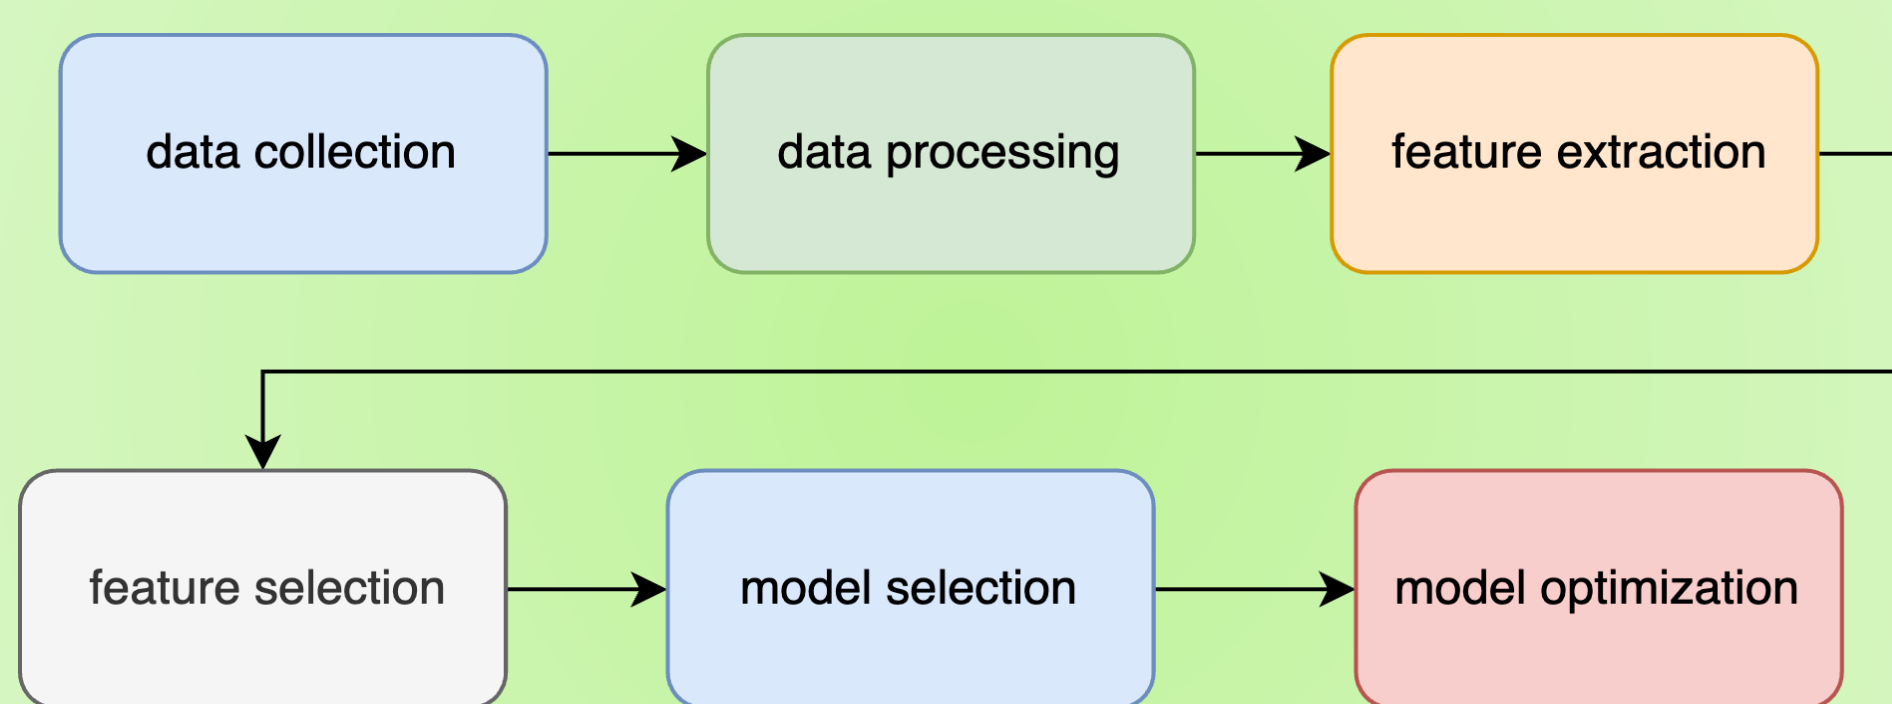 data collection
data processing
feature extraction
feature selection
model selection
model optimization